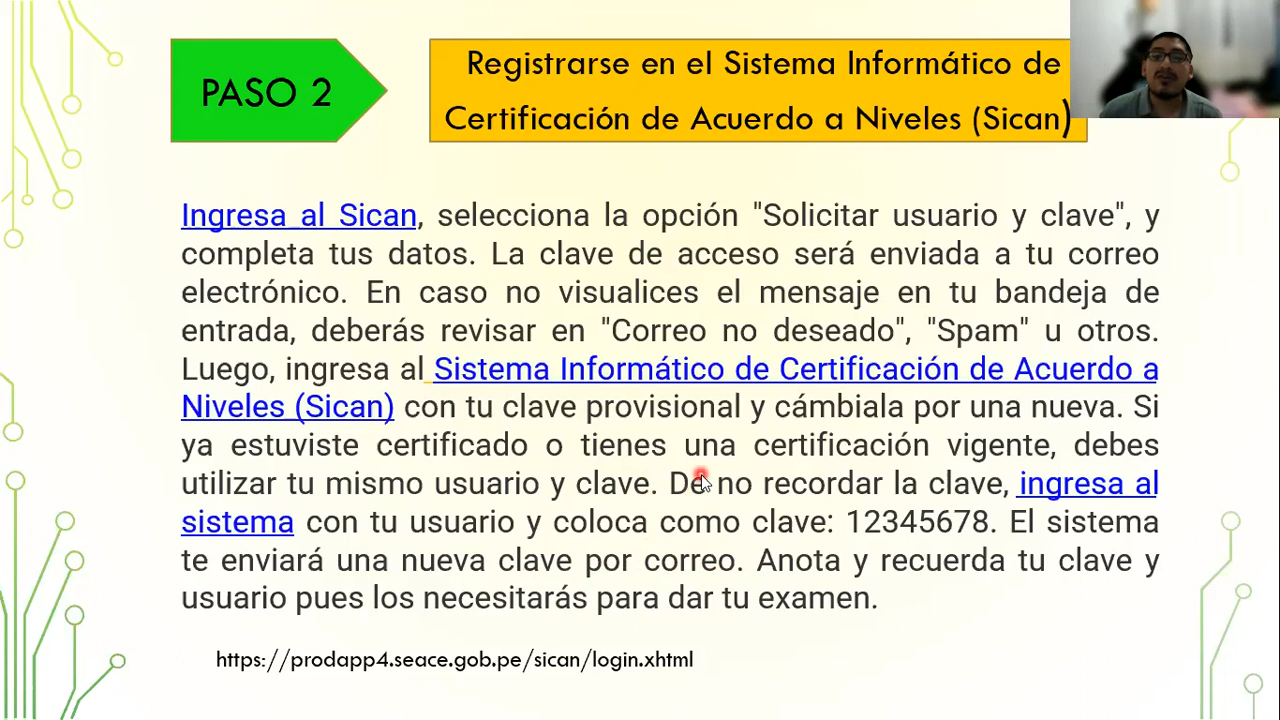 PASO 2
Registrarse en el Sistema Informático de
Certificación de Acuerdo a Niveles (Sican)
Ingresa al Sican, selecciona la opción "Solicitar usuario y clave", y
completa tus datos. La clave de acceso será enviada a tu correo
electrónico. En caso no visualices el mensaje en tu bandeja de
entrada, deberás revisar en "Correo no deseado", "Spam" u otros.
Luego, ingresa al Sistema Informático de Certificación de Acuerdo a
Niveles (Sican) con tu clave provisional y cámbiala por una nueva. Si
ya estuviste certificado o tienes una certificación vigente, debes
utilizar tu mismo usuario y clave. De no recordar la clave, ingresa al
sistema con tu usuario y coloca como clave: 12345678. El sistema
te enviará una nueva clave por correo. Anota y recuerda tu clave y
usuario pues los necesitarás para dar tu examen.
https://prodapp4.seace.gob.pe/sican/login.xhtml